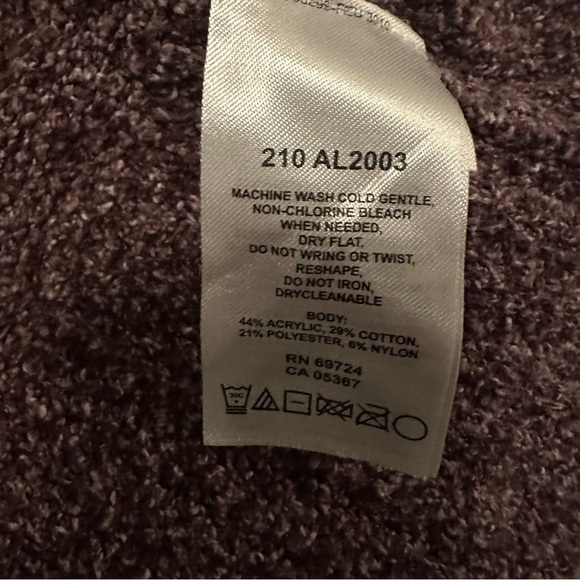 210 AL2003
MACHINE WASH COLD GENTLE,
NON-CHLORINE BLEACH
WHEN NEEDED,
DRY FLAT,
DO NOT WRING OR TWIST,
RESHAPE,
DO NOT IRON,
DRYCLEANABLE
BODY:
44% ACRYLIC, 29% COTTON,
21% POLYESTER, 6% NYLON
RN 69724
CA 05367
30C